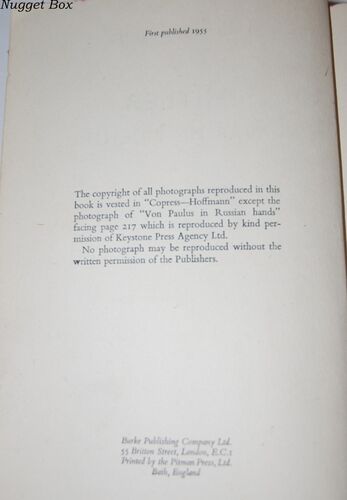 Nugget Box
First published 1955
The copyright of all photographs reproduced in this
book is vested in "Copress—Hoffmann" except the
photograph of "Von Paulus in Russian hands"
facing page 217 which is reproduced by kind per-
mission of Keystone Press Agency Ltd.
No photograph may be reproduced without the
written permission of the Publishers.
Burke Publishing Company Ltd.
55 Britton Street, London, E.C.1
Printed by the Pitman Press, Ltd.
Bath, England